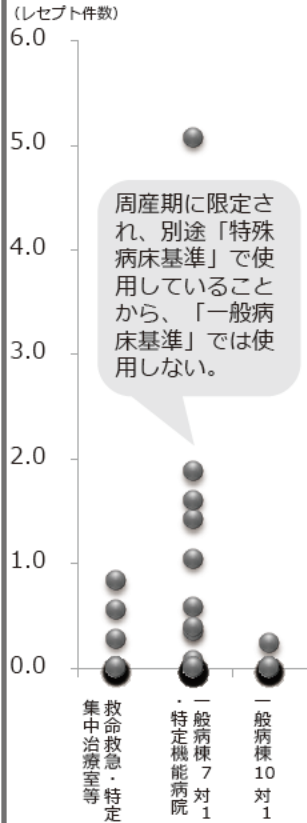 （レセプト件数）
6.0
5.0
周産期に限定さ
れ、別途「特殊
病床基準」で使
用していること
から、「一般病
床基準」では使
用しない。
4.0
3.0
2.0
1.0
0.0
救命救急・特定
集中治療室等
一般病棟７対１
・特定機能病院
一般病棟10対１